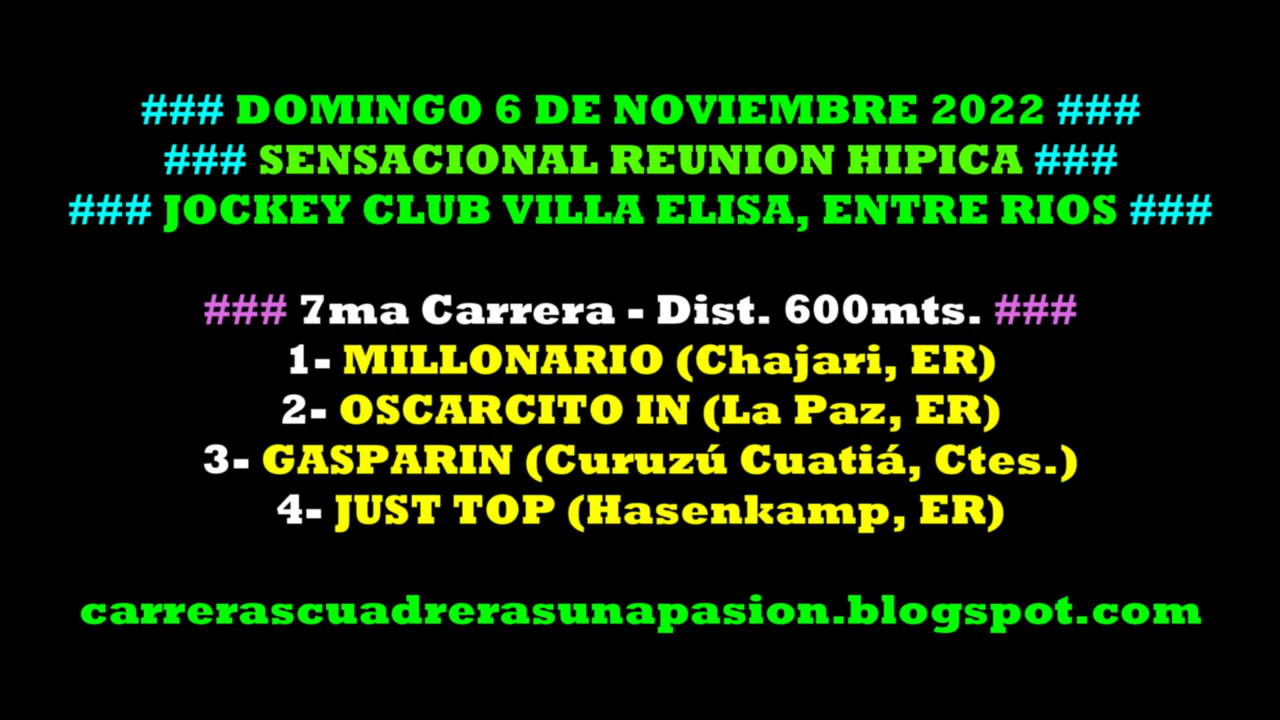 ### DOMINGO 6 DE NOVIEMBRE 2022 ###
### SENSACIONAL REUNION HIPICA ###
### JOCKEY CLUB VILLA ELISA, ENTRE RIOS ###
### 7ma Carrera - Dist. 600mts. ###
1- MILLONARIO (Chajari, ER)
2- OSCARCITO IN (La Paz, ER)
3- GASPARIN (Curuzú Cuatiá, Ctes.)
4- JUST TOP (Hasenkamp, ER)
carrerascuadrerasunapasion.blogspot.com